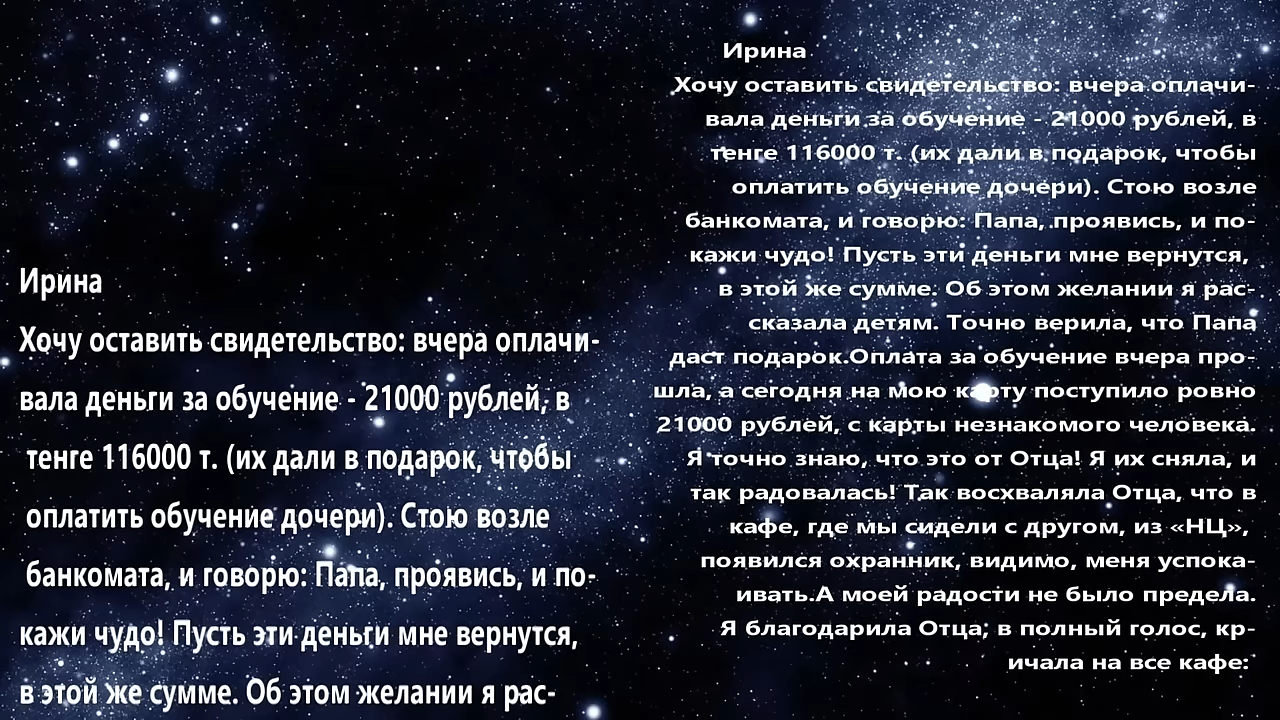 Ирина
Хочу оставить свидетельство: вчера оплачи-
вала деньги за обучение - 21000 рублей, в
тенге 116000 т. (их дали в подарок, чтобы
оплатить обучение дочери). Стою возле
банкомата, и говорю: Папа, проявись, и по-
кажи чудо! Пусть эти деньги мне вернутся,
в этой же сумме. Об этом желании я рас-
Ирина
Хочу оставить свидетельство: вчера оплачи-
вала деньги за обучение - 21000 рублей, в
тенге 116000 т. (их дали в подарок, чтобы
оплатить обучение дочери). Стою возле
банкомата, и говорю: Папа, проявись, и по-
кажи чудо! Пусть эти деньги мне вернутся,
в этой же сумме. Об этом желании я рас-
сказала детям. Точно верила, что Папа
даст подарок.Оплата за обучение вчера про-
шла, а сегодня на мою карту поступило ровно
21000 рублей, с карты незнакомого человека.
Я точно знаю, что это от Отца! Я их сняла, и
так радовалась! Так восхваляла Отца, что в
кафе, где мы сидели с другом, из «НЦ»,
появился охранник, видимо, меня успока-
ивать.А моей радости не было предела.
Я благодарила Отца; в полный голос, кр-
ичала на все кафе: